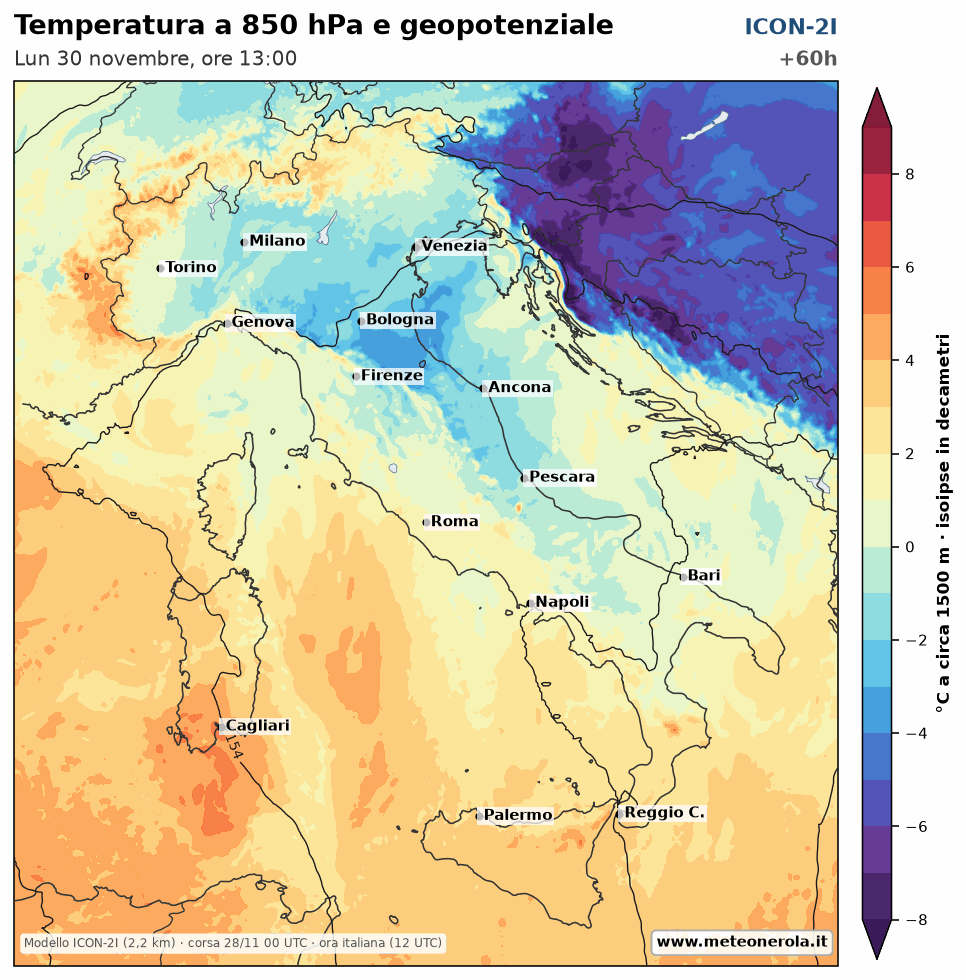 Temperatura a 850 hPa e geopotenziale
ICON-2I
Lun 30 novembre, ore 13:00
+60h
Milano
Venezia
Torino
Genova
Bologna
Firenze
Ancona
Pescara
Roma
Bari
Napoli
Cagliari
154
Palermo
Reggio C.
8
6
4
2
0
−2
−4
−6
−8
°C a circa 1500 m · isoipse in decametri
Modello ICON-2I (2,2 km) · corsa 28/11 00 UTC · ora italiana (12 UTC)
www.meteonerola.it